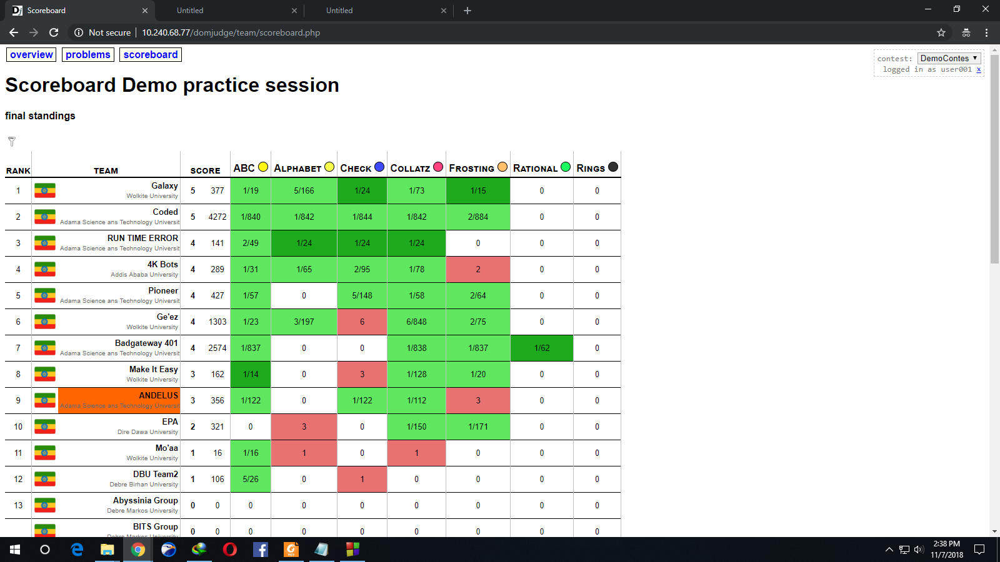 Scoreboard
Untitled
Untitled
Not secure | 10.240.68.77/domjudge/team/scoreboard.php
overview problems scoreboard
contest: DemoContes
logged in as user001 x
Scoreboard Demo practice session
final standings
RANK TEAM SCORE ABC ALPHABET CHECK COLLATZ FROSTING RATIONAL RINGS
1 Galaxy 5 377 1/19 5/166 1/24 1/73 1/15 0 0
Wolkite University
2 Coded 5 4272 1/840 1/842 1/844 1/842 2/884 0 0
Adama Science ans Technology Universit
3 RUN TIME ERROR 4 141 2/49 1/24 1/24 1/24 0 0 0
Adama Science ans Technology Universit
4 4K Bots 4 289 1/31 1/65 2/95 1/78 2 0 0
Addis Ababa University
5 Pioneer 4 427 1/57 0 5/148 1/58 2/64 0 0
Adama Science ans Technology Universit
6 Ge'ez 4 1303 1/23 3/197 6 6/848 2/75 0 0
Wolkite University
7 Badgateway 401 4 2574 1/837 0 0 1/838 1/837 1/62 0
Adama Science ans Technology Universit
8 Make It Easy 3 162 1/14 0 3 1/128 1/20 0 0
Wolkite University
9 ANDELUS 3 356 1/122 0 1/122 1/112 3 0 0
Adama Science ans Technology Universit
10 EPA 2 321 0 3 0 1/150 1/171 0 0
Dire Dawa University
11 Mo'aa 1 16 1/16 1 0 1 0 0 0
Wolkite University
12 DBU Team2 1 106 5/26 0 1 0 0 0 0
Debre Birhan University
13 Abyssinia Group 0 0 0 0 0 0 0 0 0
Debre Markos University
BITS Group 0 0 0 0 0 0 0 0 0
Debre Markos University
2:38 PM
11/7/2018